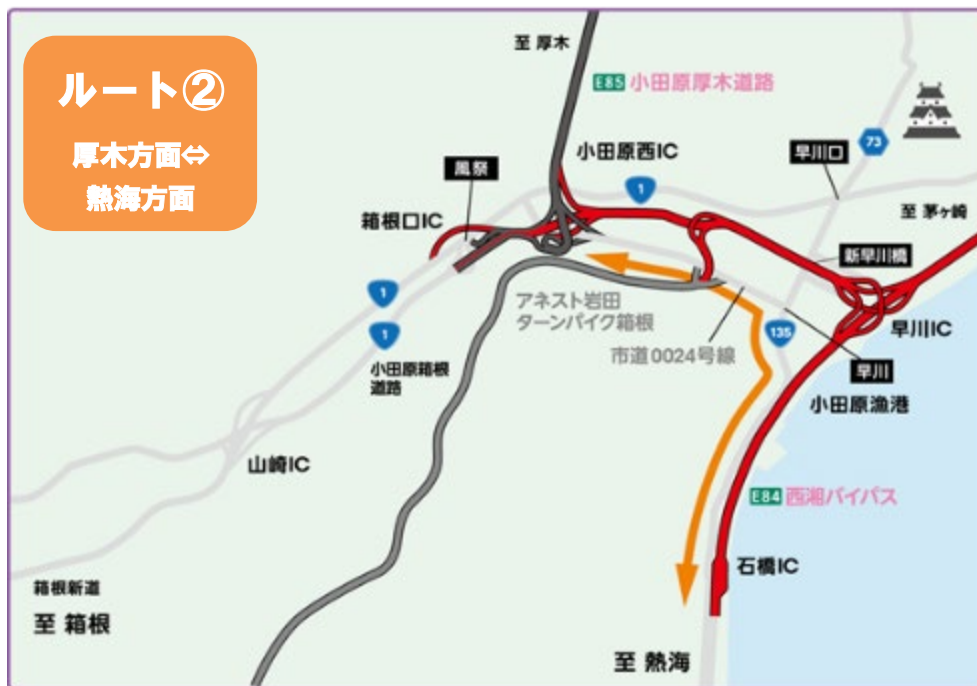 ルート②
厚木方面⇔
熱海方面
至 厚木
E85 小田原厚木道路
小田原西IC
風祭
1
早川口
73
至 茅ヶ崎
箱根口IC
新早川橋
1
1
小田原箱根
道路
アネスト岩田
ターンパイク箱根
市道0024号線
135
早川IC
早川
小田原漁港
山崎IC
E84 西湘バイパス
石橋IC
箱根新道
至 箱根
至 熱海